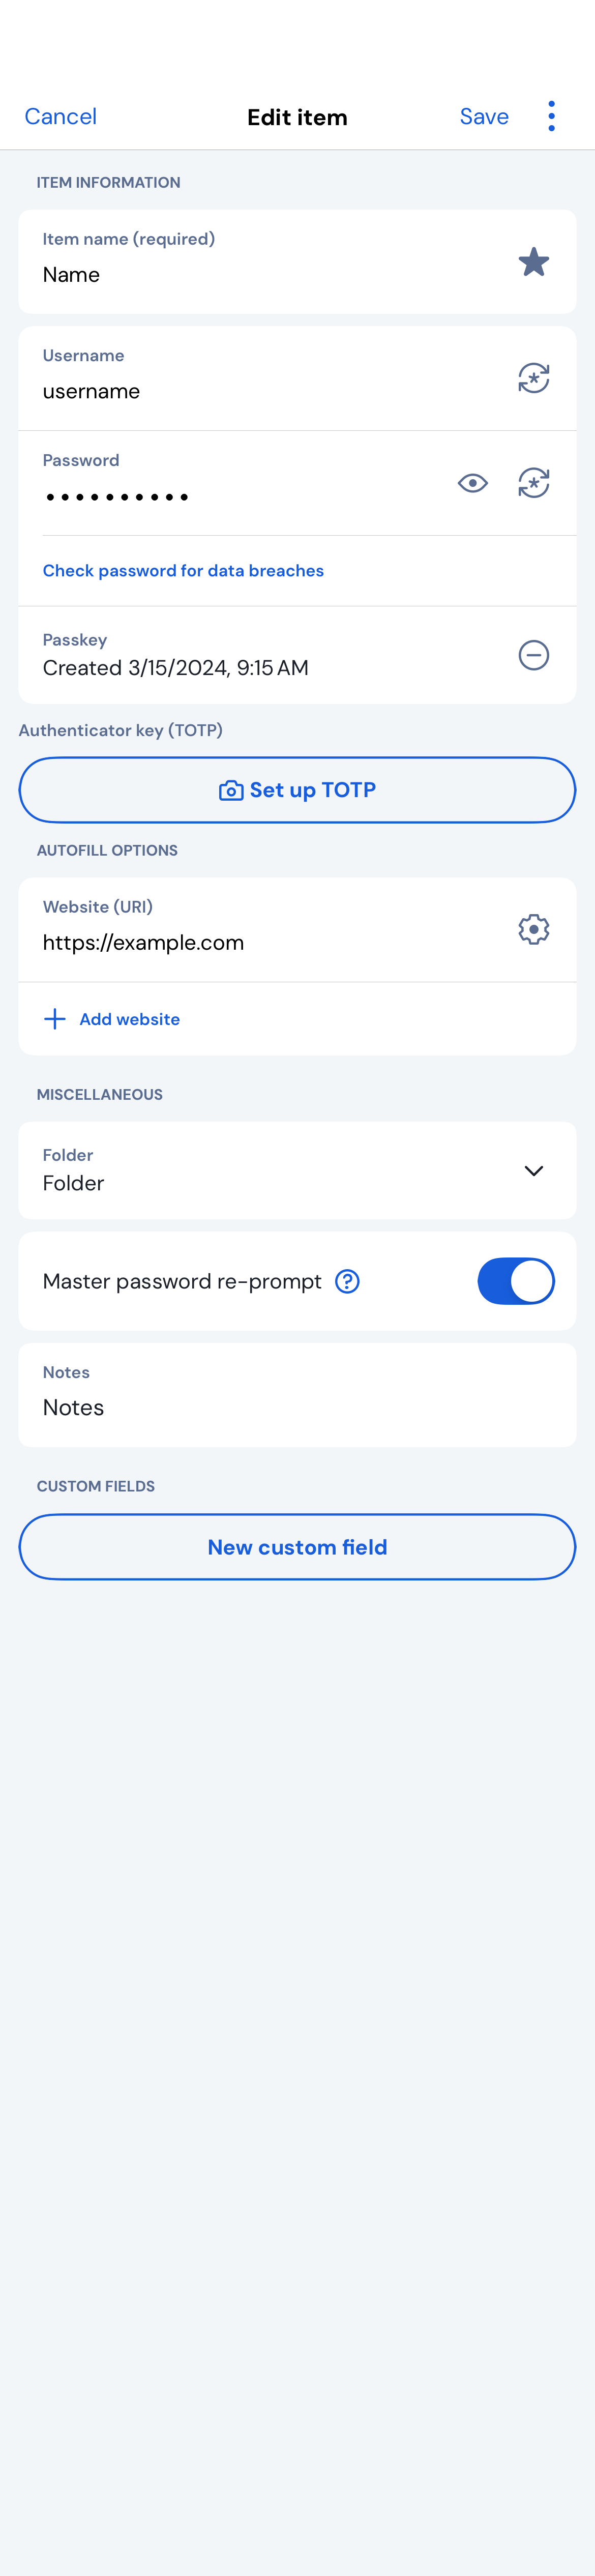 Cancel
Edit item
Save
ITEM INFORMATION
Item name (required)
Name
Username
username
Password
••••••••••
Check password for data breaches
Passkey
Created 3/15/2024, 9:15 AM
Authenticator key (TOTP)
Set up TOTP
AUTOFILL OPTIONS
Website (URI)
https://example.com
Add website
MISCELLANEOUS
Folder
Folder
Master password re-prompt
Notes
Notes
CUSTOM FIELDS
New custom field